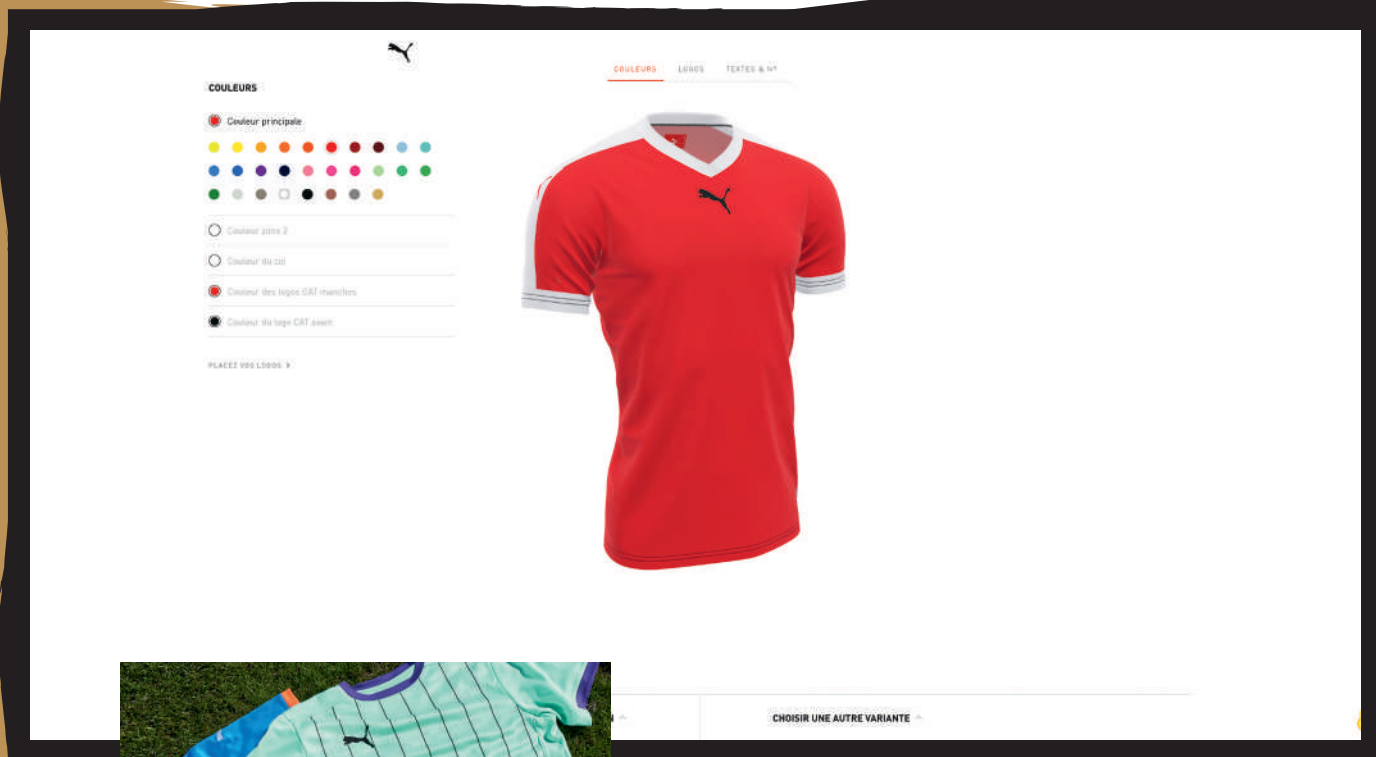 COULEURS
Couleur principale
Couleur zone 2
Couleur du col
Couleur des logos CAT manches
Couleur du logo CAT avant
PLACEZ VOS LOGOS >
COULEURS LOGOS TEXTES & N°
N
CHOISIR UNE AUTRE VARIANTE